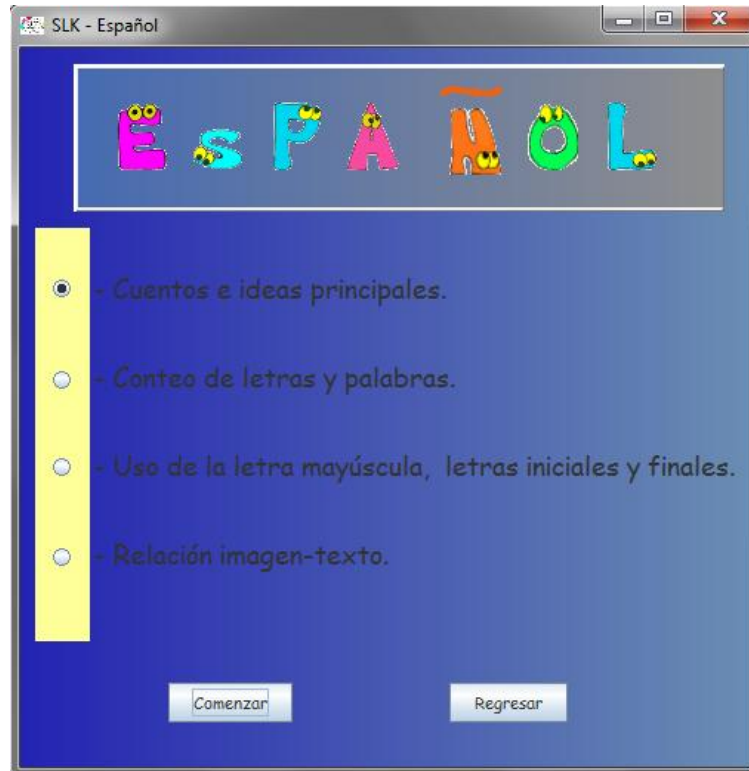 SLK - Español
EsPAÑOL
- Cuentos e ideas principales.
- Conteo de letras y palabras.
- Uso de la letra mayúscula, letras iniciales y finales.
- Relación imagen-texto.
Comenzar
Regresar